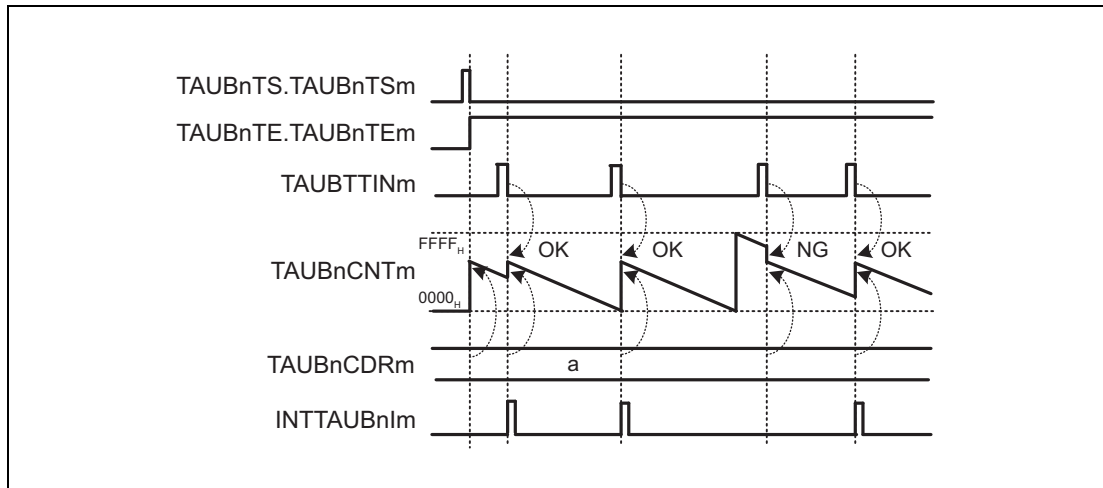 TAUBnTS.TAUBnTSm
TAUBnTE.TAUBnTEm
TAUBTTINm
FFFFH
OK OK NG OK
TAUBnCNTm
0000H
TAUBnCDRm
a
INTTAUBnIm